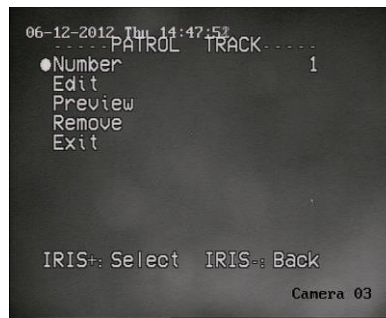 06-12-2012 Thu 14:47:52
-----PATROL TRACK-----
●Number 1
Edit
Preview
Remove
Exit
IRIS+: Select IRIS-: Back
Camera 03